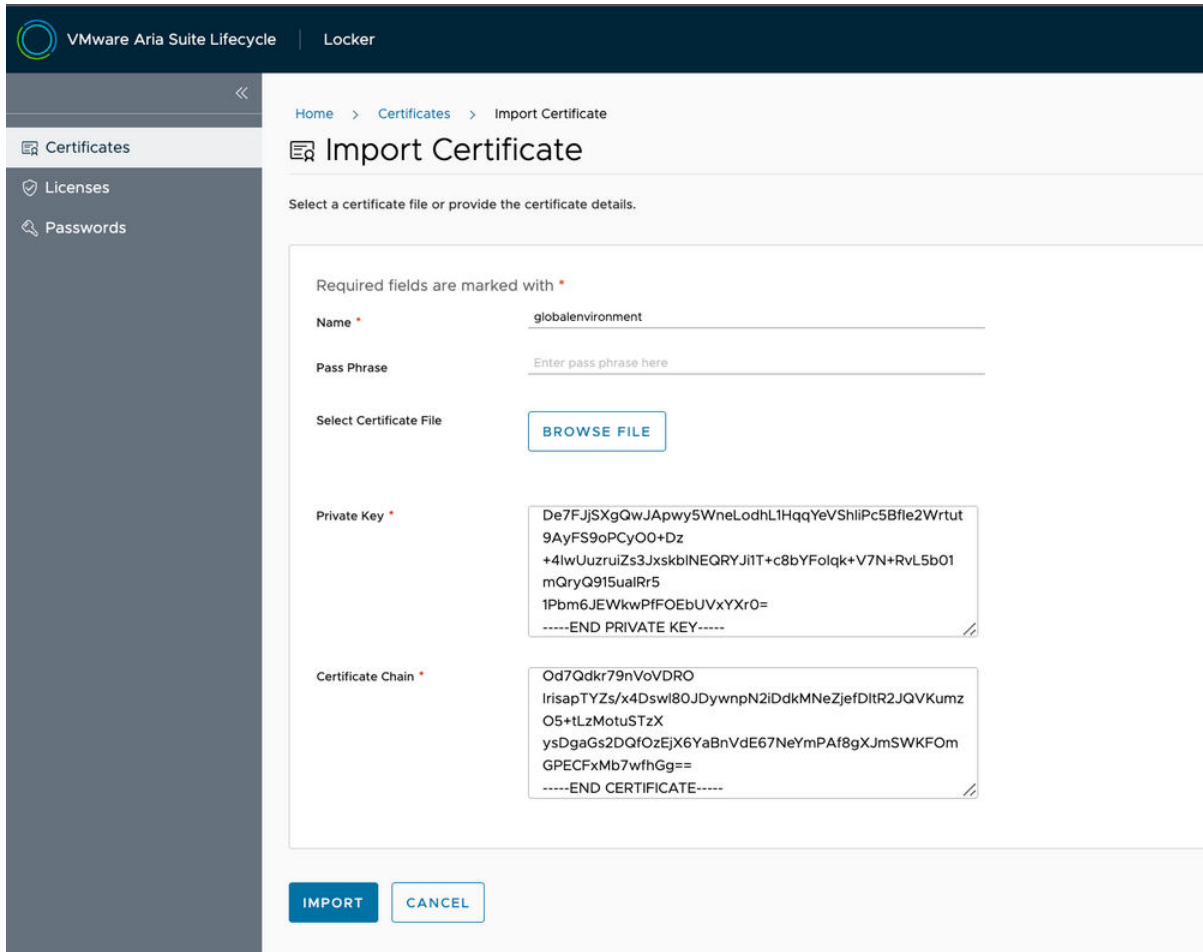 VMware Aria Suite Lifecycle
Locker
Certificates
Licenses
Passwords
Home > Certificates > Import Certificate
Import Certificate
Select a certificate file or provide the certificate details.
Required fields are marked with *
Name *
globalenvironment
Pass Phrase
Enter pass phrase here
Select Certificate File
BROWSE FILE
Private Key *
De7FJjSXgQwJApwy5WneLodhL1HqqYeVShliPc5Bfle2Wrtut
9AyFS9oPCyO0+Dz
+4IwUuzruiZs3JxskblNEQRYJi1T+c8bYFolqk+V7N+RvL5b01
mQryQ915ualRr5
1Pbm6JEWkwPfFOEbUVxYXr0=
-----END PRIVATE KEY-----
Certificate Chain *
Od7Qdkr79nVoVDRO
IrisapTYZs/x4Dswl80JDywnpN2iDdkMNeZjefDltR2JQVKumz
O5+tLzMotuSTzX
ysDgaGs2DQfOzEjX6YaBnVdE67NeYmPAf8gXJmSWKFOm
GPECFxMb7wfhGg==
-----END CERTIFICATE-----
IMPORT
CANCEL